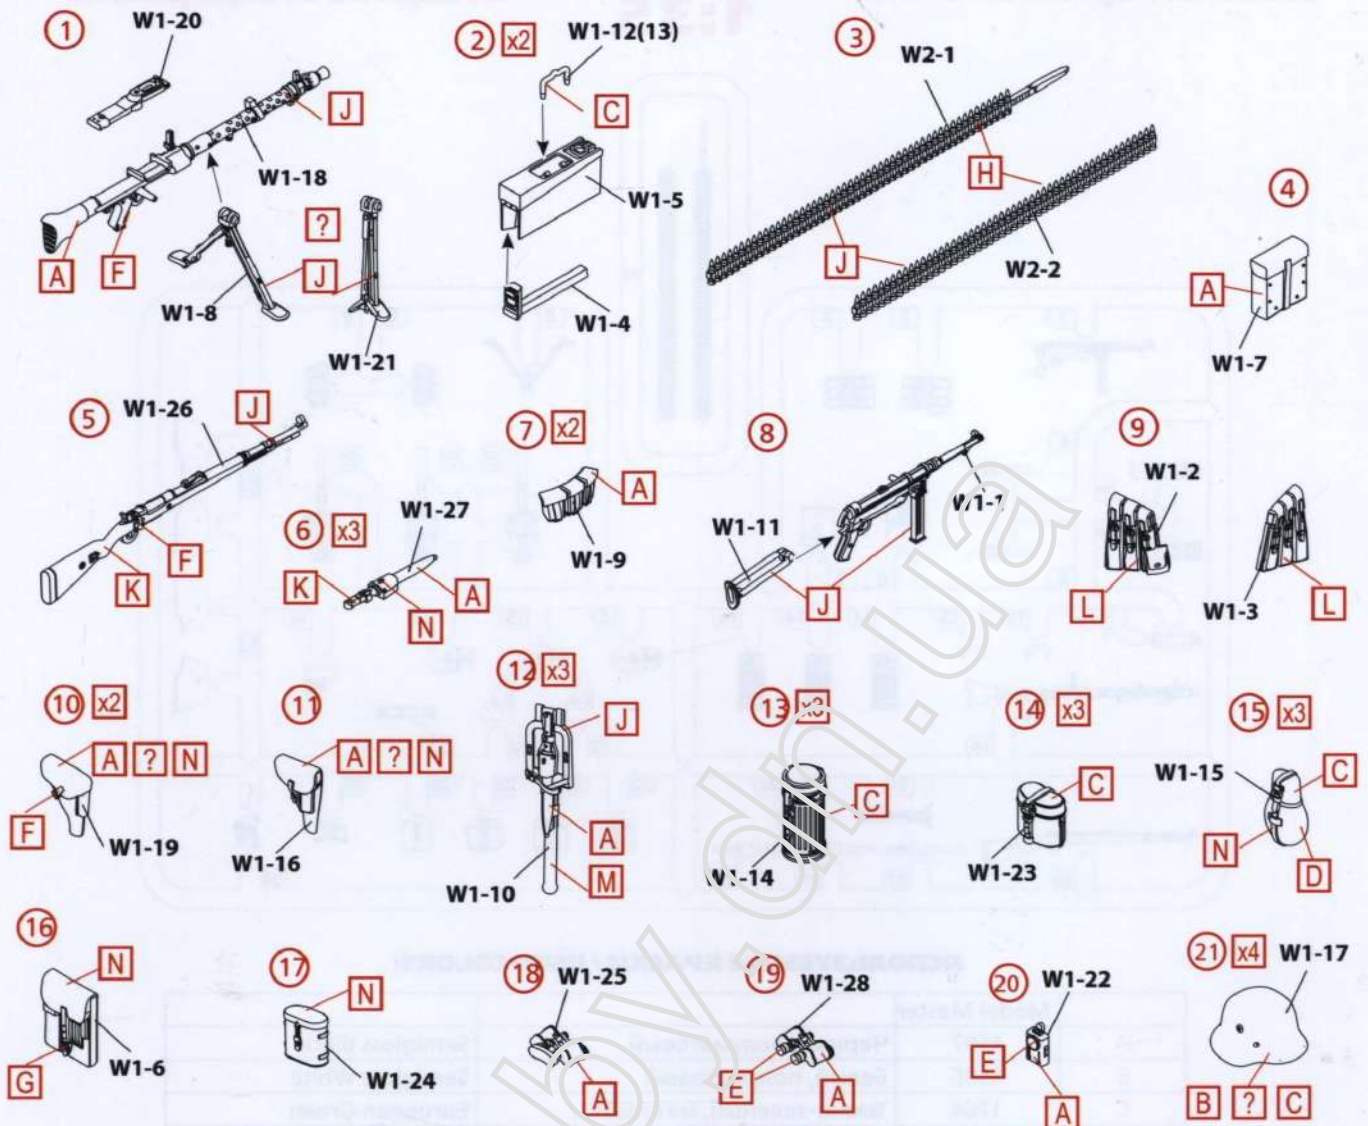 1
W1-20
J
W1-18
A
F
?
J
W1-8
W1-21
2 x2
W1-12(13)
C
W1-5
W1-4
3
W2-1
H
J
W2-2
4
A
W1-7
5
W1-26
J
F
K
6 x3
W1-27
K
N
A
7 x2
A
W1-9
8
W1-11
J
9
W1-2
L
W1-3
L
10 x2
A ? N
F
W1-19
11
A ? N
W1-16
12 x3
J
A
W1-10
M
13 x3
C
W1-14
14 x3
C
W1-23
15 x3
W1-15
C
N
D
16
N
W1-6
G
17
N
W1-24
18
W1-25
A
19
W1-28
E
A
20
W1-22
E
A
21 x4
W1-17
B ? C
by.dn.ua